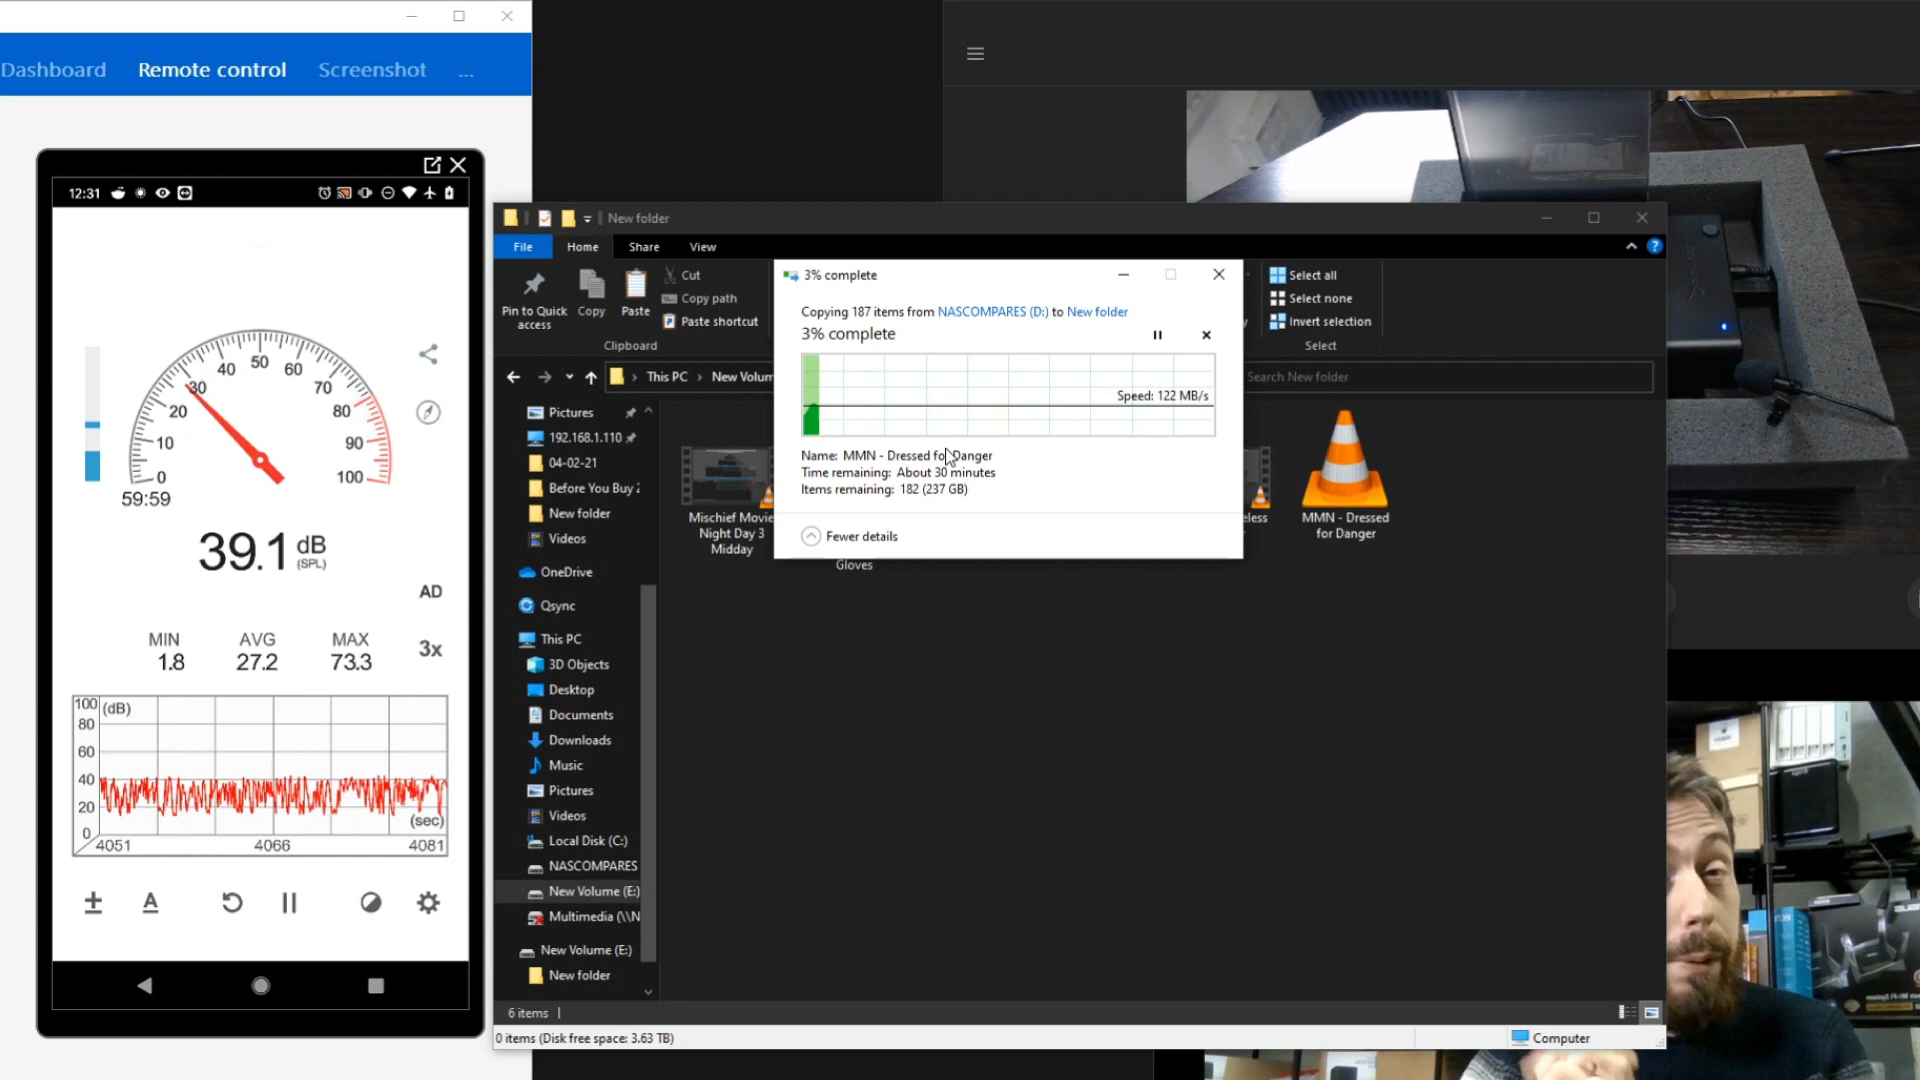 Dashboard
Remote control
Screenshot
...
12:31
0
10
20
30
40
50
60
70
80
90
100
59:59
39.1 dB
(SPL)
AD
MIN
AVG
MAX
1.8
27.2
73.3
3x
100
(dB)
80
60
40
20
0
(sec)
4051
4066
4081
New folder
File
Home
Share
View
Pin to Quick
access
Copy
Paste
Cut
Copy path
Paste shortcut
Clipboard
Select all
Select none
Invert selection
Select
This PC
New Volum
Search New folder
Pictures
192.168.1.110
04-02-21
Before You Buy
New folder
Videos
OneDrive
Qsync
This PC
3D Objects
Desktop
Documents
Downloads
Music
Pictures
Videos
Local Disk (C:)
NASCOMPARES
New Volume (E:)
Multimedia (\\N
New Volume (E:)
New folder
Mischief Movie
Night Day 3
Midday
Gloves
eless
MMN - Dressed
for Danger
3% complete
Copying 187 items from NASCOMPARES (D:) to New folder
3% complete
Speed: 122 MB/s
Name: MMN - Dressed for Danger
Time remaining: About 30 minutes
Items remaining: 182 (237 GB)
Fewer details
6 items
0 items (Disk free space: 3.63 TB)
Computer